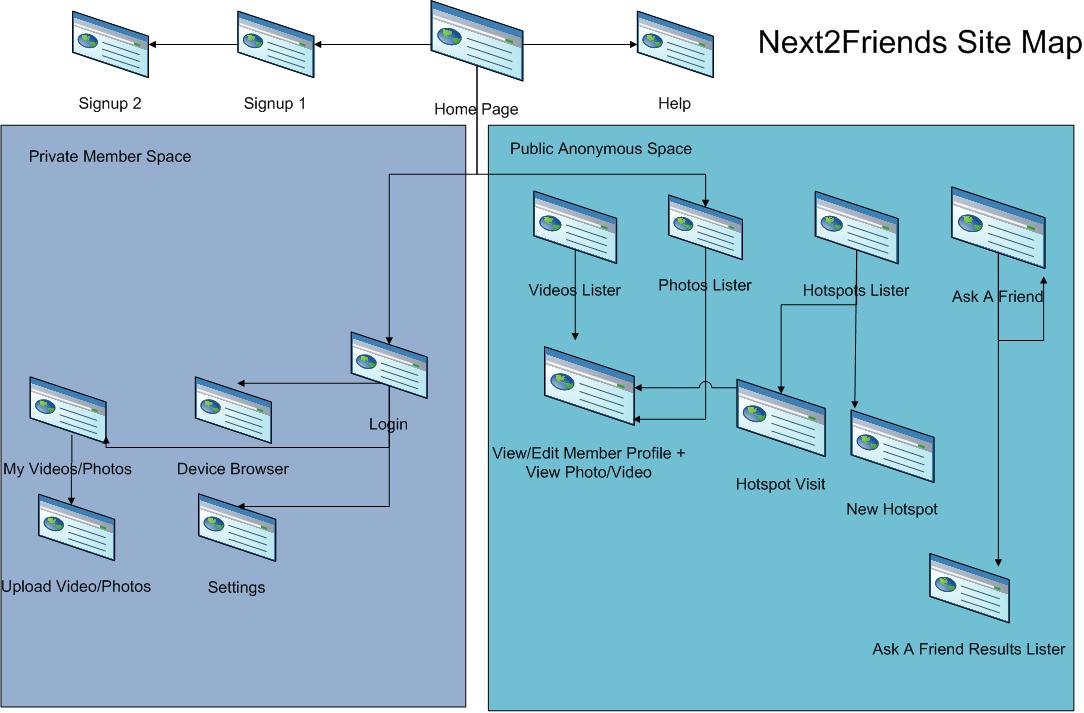 Next2Friends Site Map
Signup 2
Signup 1
Home Page
Help
Private Member Space
Public Anonymous Space
Videos Lister
Photos Lister
Hotspots Lister
Ask A Friend
Login
My Videos/Photos
Device Browser
View/Edit Member Profile +
View Photo/Video
Hotspot Visit
New Hotspot
Upload Video/Photos
Settings
Ask A Friend Results Lister